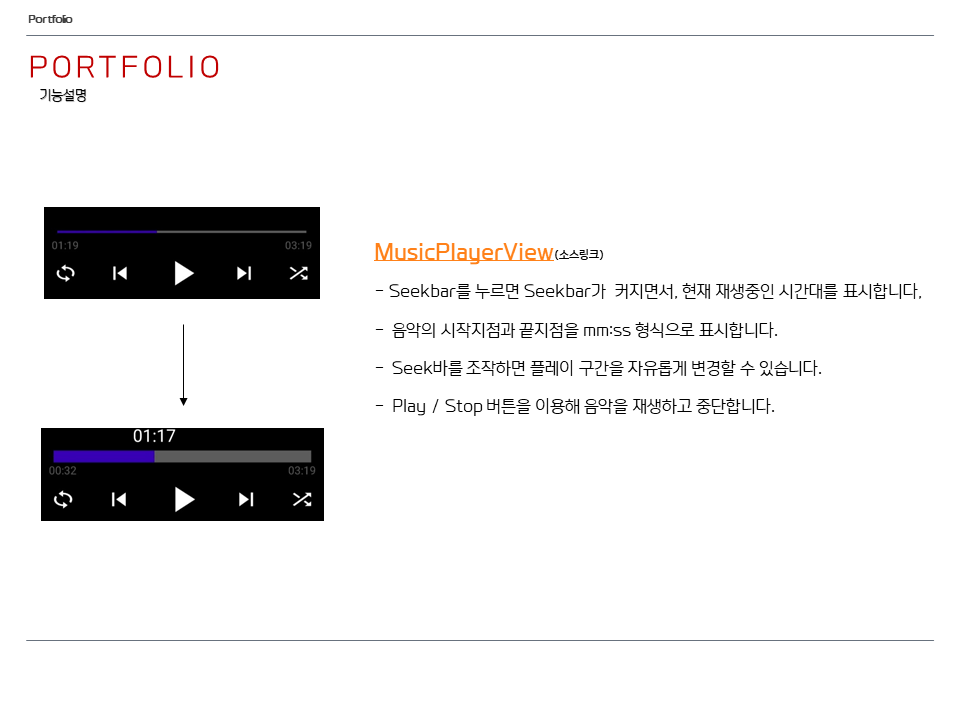 Portfolio
PORTFOLIO
기능설명
01:19 03:19
MusicPlayerView(소스링크)
- Seekbar를 누르면 Seekbar가 커지면서, 현재 재생중인 시간대를 표시합니다,
- 음악의 시작지점과 끝지점을 mm:ss 형식으로 표시합니다.
- Seek바를 조작하면 플레이 구간을 자유롭게 변경할 수 있습니다.
- Play / Stop 버튼을 이용해 음악을 재생하고 중단합니다.
01:17
00:32 03:19